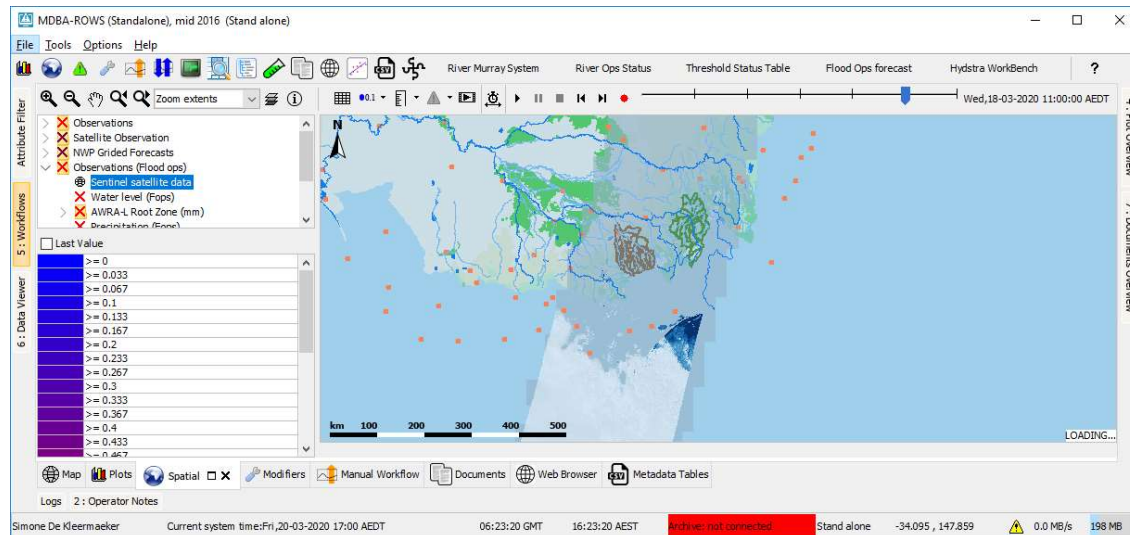 MDBA-ROWS (Standalone), mid 2016 (Stand alone)
File Tools Options Help
River Murray System River Ops Status Threshold Status Table Flood Ops forecast Hydstra WorkBench ?
Zoom extents
0.1
Wed,18-03-2020 11:00:00 AEDT
Attribute Filter
5 : Workflows
6 : Data Viewer
Observations
Satellite Observation
NWP Grided Forecasts
Observations (Flood ops)
Sentinel satellite data
Water level (Fops)
AWRA-L Root Zone (mm)
Precipitation (Fops)
Last Value
>= 0
>= 0.033
>= 0.067
>= 0.1
>= 0.133
>= 0.167
>= 0.2
>= 0.233
>= 0.267
>= 0.3
>= 0.333
>= 0.367
>= 0.4
>= 0.433
>= 0.467
N
km 100 200 300 400 500
LOADING...
Map Plots Spatial Modifiers Manual Workflow Documents Web Browser Metadata Tables
Logs 2 : Operator Notes
Simone De Kleermaeker Current system time:Fri,20-03-2020 17:00 AEDT 06:23:20 GMT 16:23:20 AEST Archive: not connected Stand alone -34.095 , 147.859 0.0 MB/s 198 MB